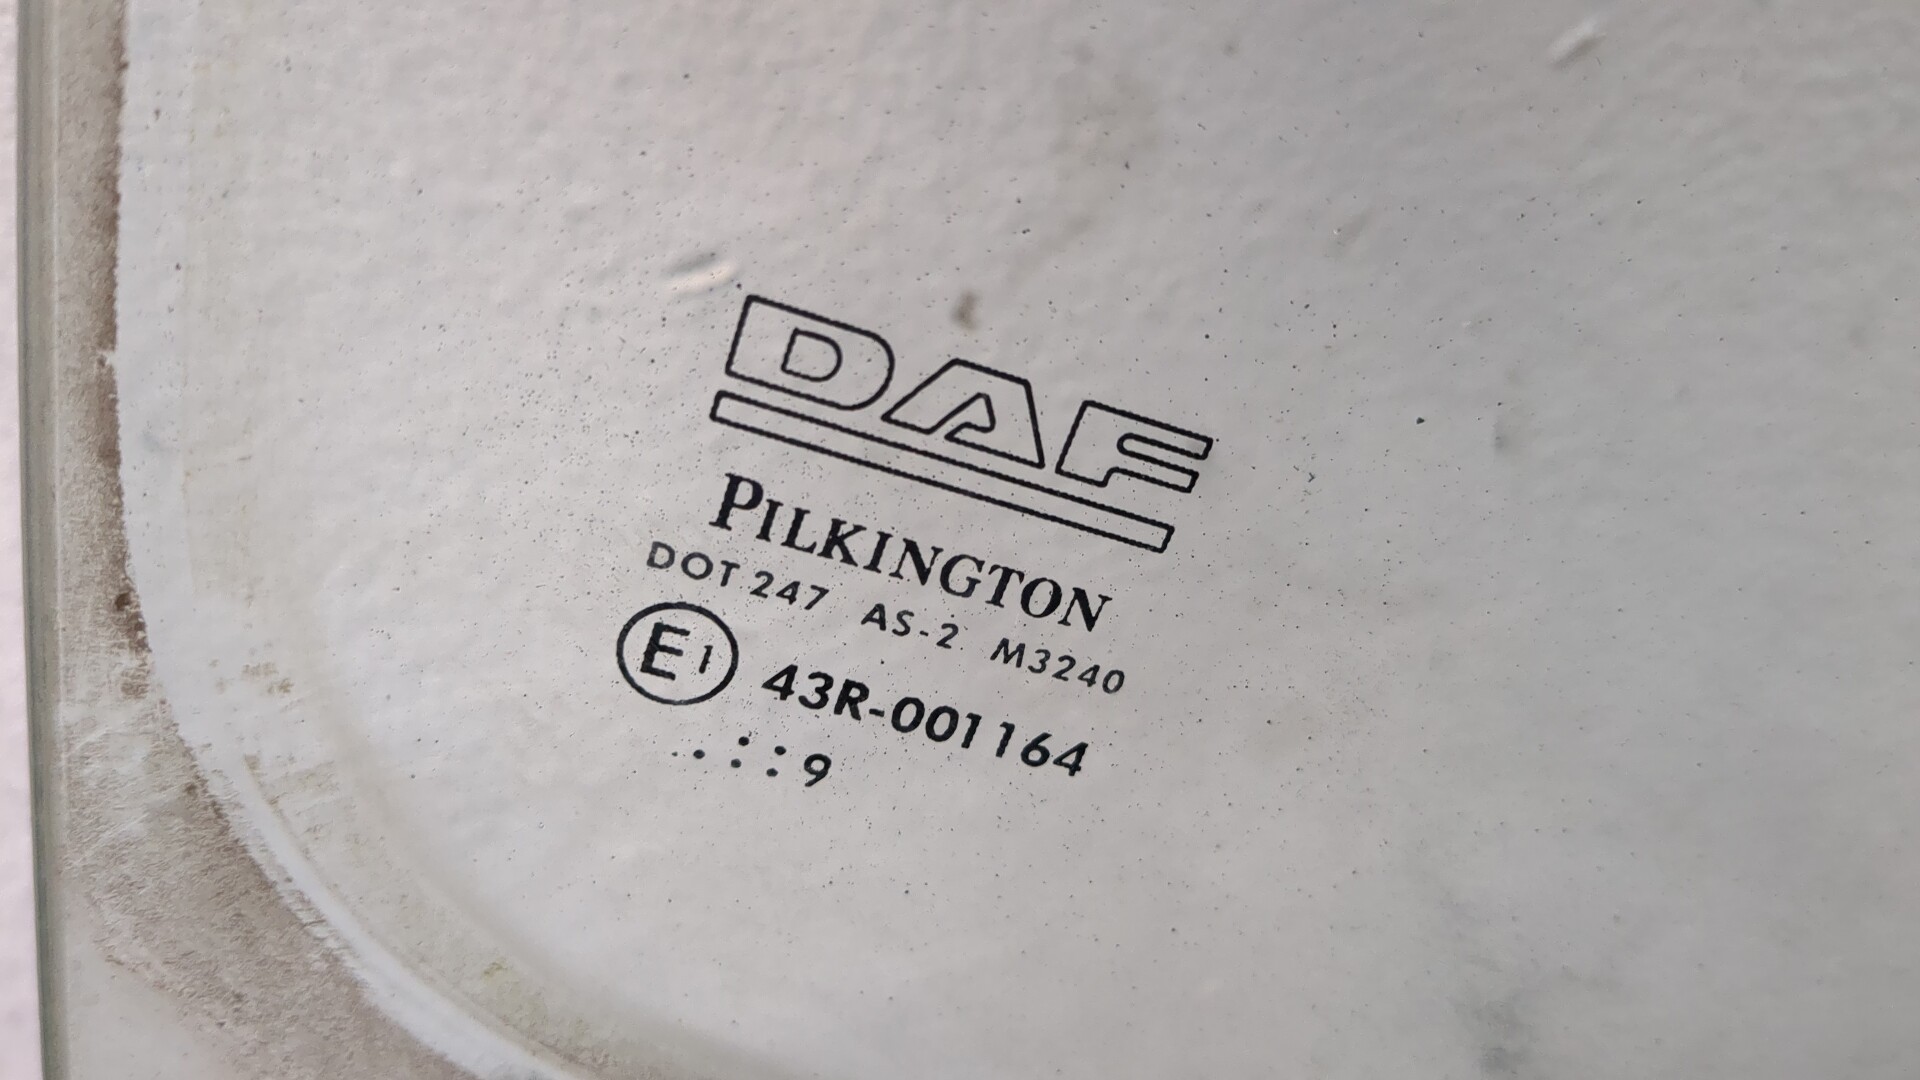 DAF
PILKINGTON
DOT 247 AS-2 M3240
E1 43R-001164
..::9